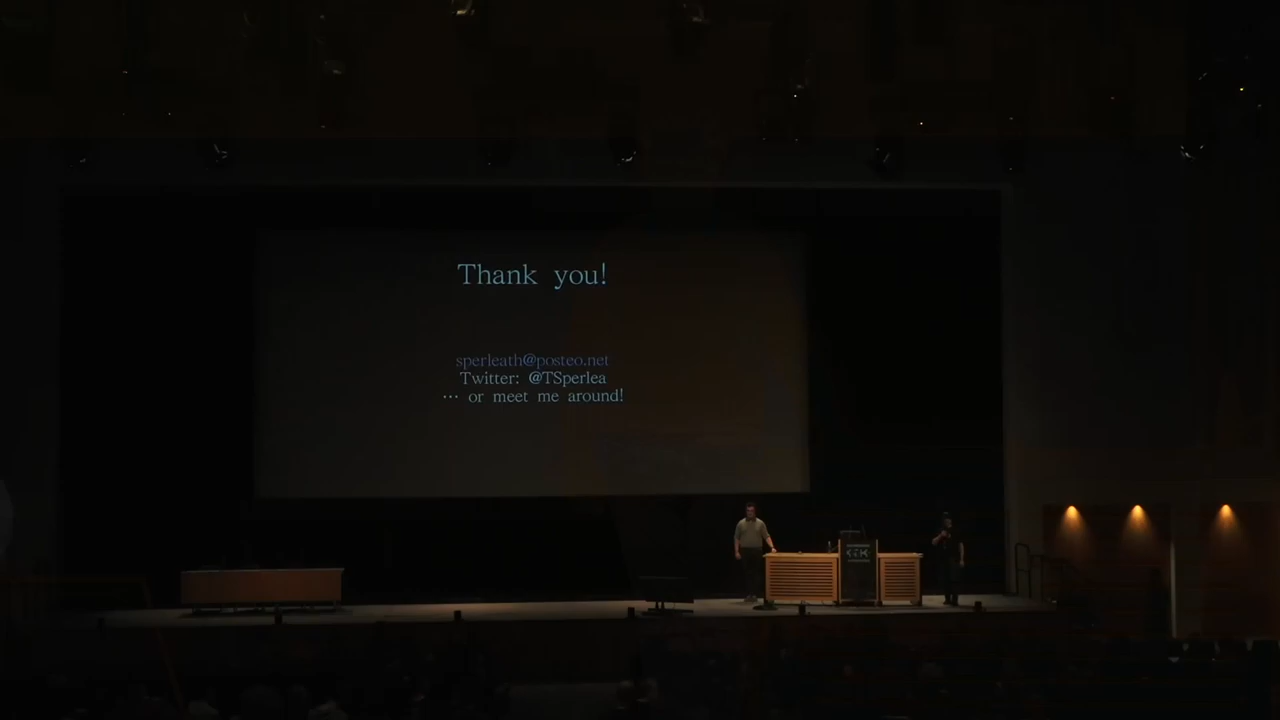 Thank you!
sperleath@posteo.net
Twitter: @TSperlea
··· or meet me around!